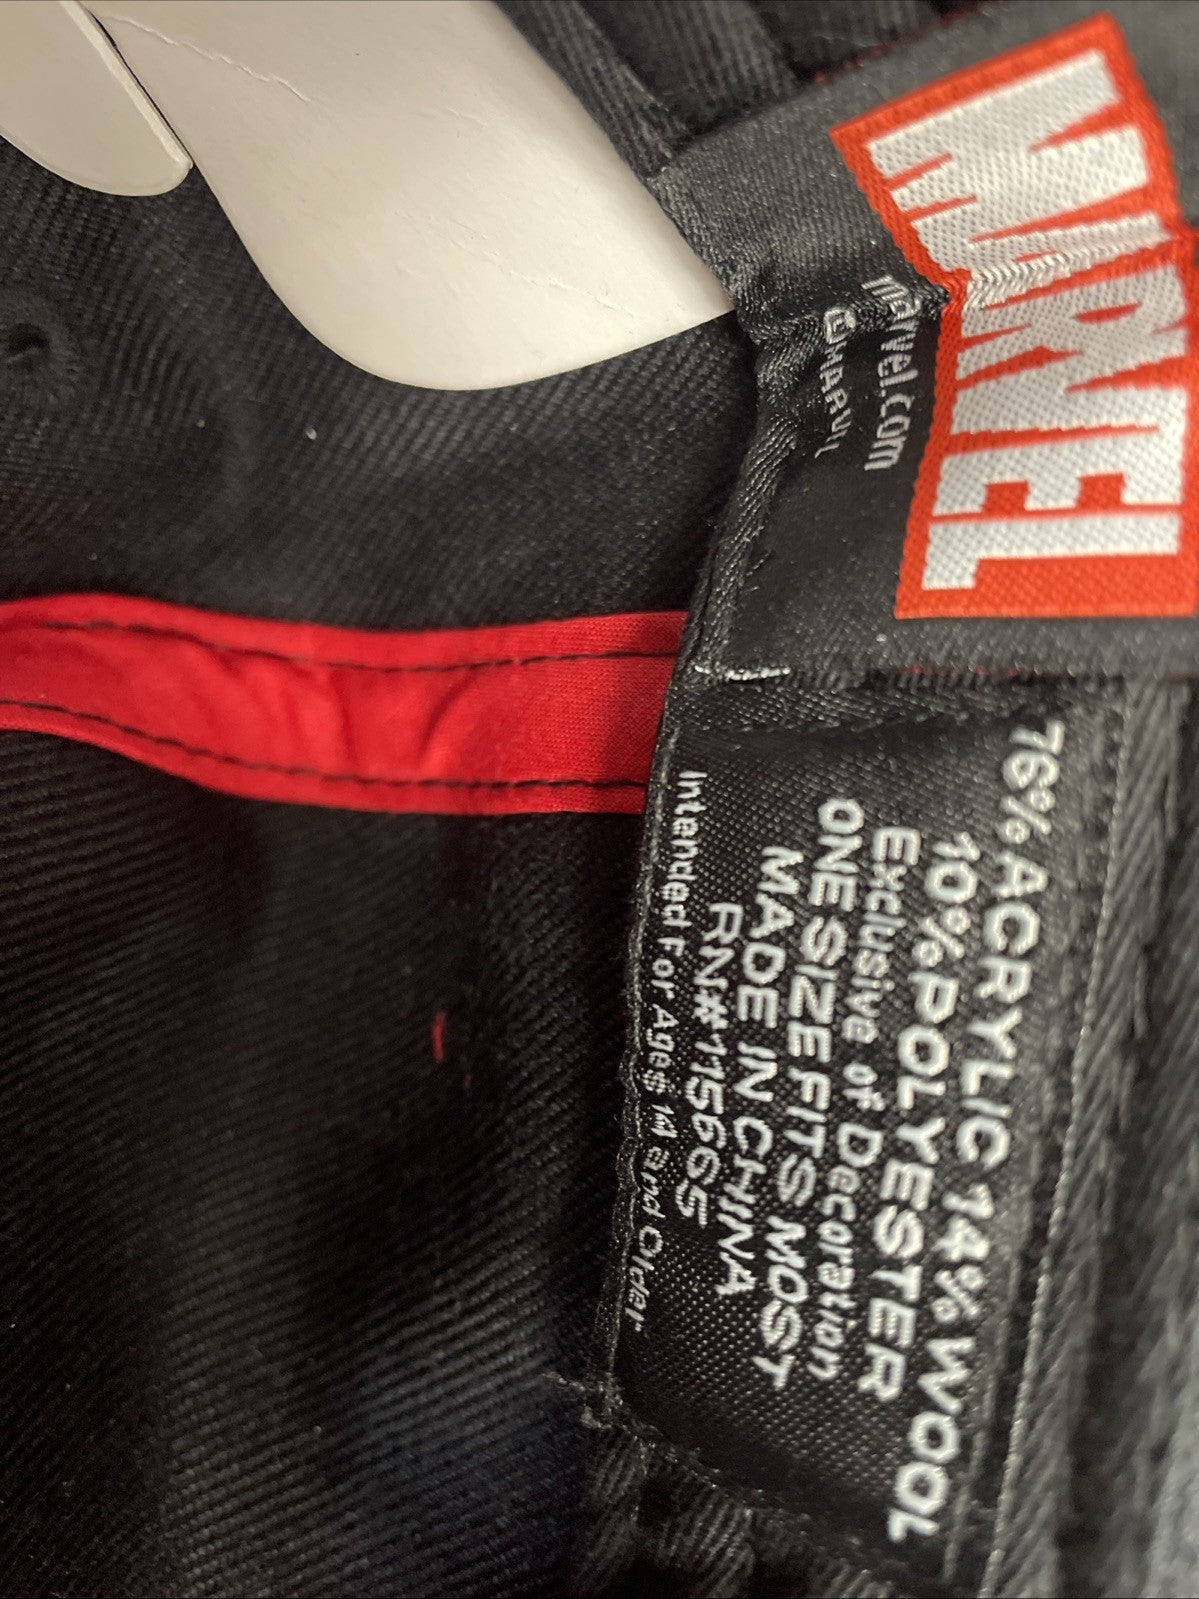 MARVEL
marvel.com
@MARVEL
76% ACRYLIC 14% WOOL
10% POLYESTER
Exclusive of Decoration
ONE SIZE FITS MOST
MADE IN CHINA
RN#115665
Intended For Ages 14 and Older